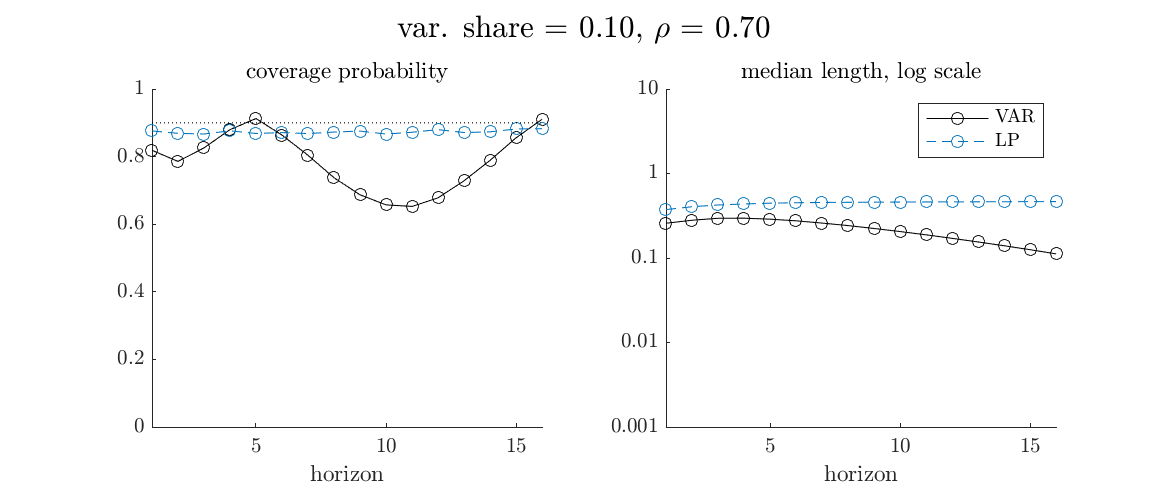 var. share = 0.10, ρ = 0.70
coverage probability
1
0.8
0.6
0.4
0.2
0
5
10
15
horizon
median length, log scale
10
1
0.1
0.01
0.001
5
10
15
horizon
VAR
LP